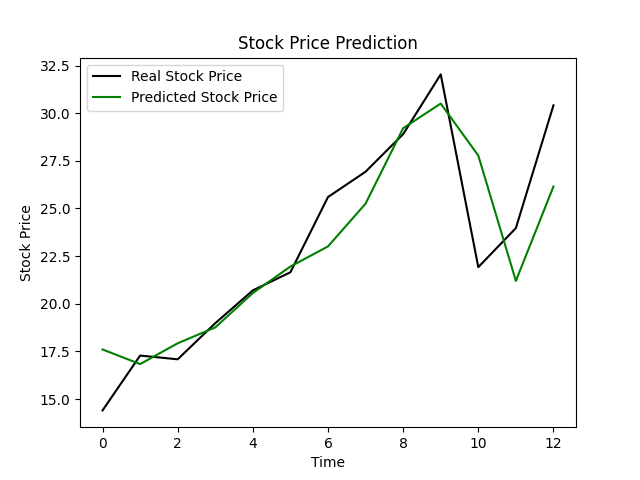 Stock Price Prediction
Real Stock Price
Predicted Stock Price
Stock Price
32.5
30.0
27.5
25.0
22.5
20.0
17.5
15.0
0 2 4 6 8 10 12
Time